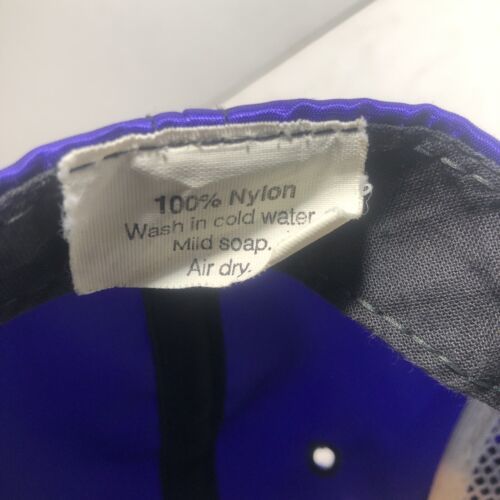 100% Nylon
Wash in cold water
Mild soap.
Air dry.